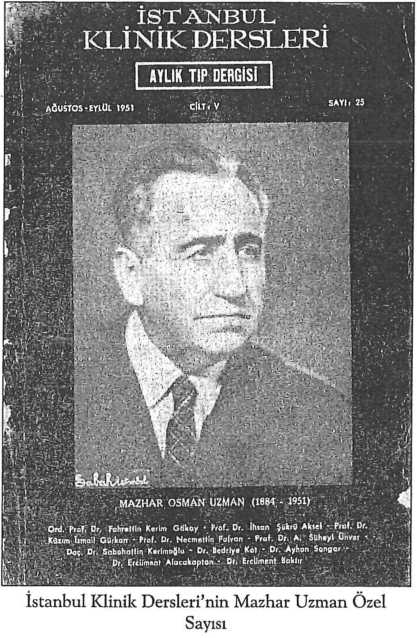 İSTANBUL
KLİNİK DERSLERİ
AYLIK TIP DERGİSİ
AĞUSTOS - EYLÜL 1951 CİLT: V SAYI: 25
MAZHAR OSMAN UZMAN (1884 - 1951)
Ord. Prof. Dr. Fahrettin Kerim Gökay - Prof. Dr. İhsan Şükrü Aksel - Prof. Dr.
Kâzım İsmail Gürkan - Prof. Dr. Necmettin Polvan - Prof. Dr. A. Süheyl Ünver -
Doç. Dr. Sabahattin Kerimoğlu - Dr. Bedriye Kot - Dr. Ayhan Songar -
Dr. Ercüment Alacakaptan - Dr. Ercüment Baktır
İstanbul Klinik Dersleri'nin Mazhar Uzman Özel
Sayısı